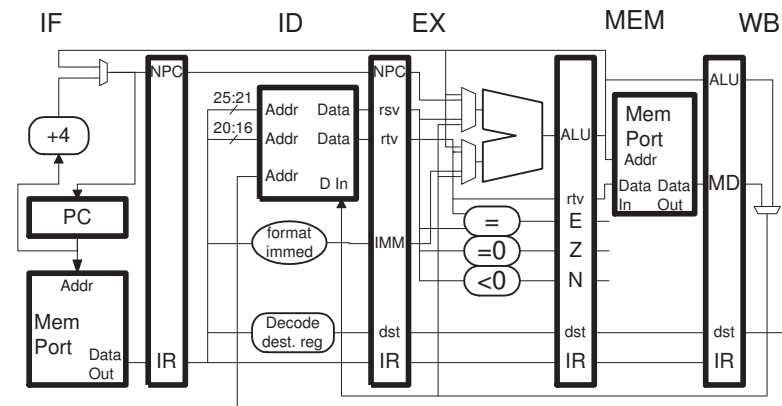 IF ID EX MEM WB
NPC
NPC
ALU
25:21
Addr Data
rsv
20:16
Addr Data
rtv
+4
Addr
D In
ALU
Mem
Port
Addr
MD
PC
rtv
Data
In
Data
Out
=
E
format
immed
IMM
=0
Z
<0
N
Addr
Mem
Port
Data
Out
Decode
dest. reg
dst
dst
dst
IR
IR
IR
IR